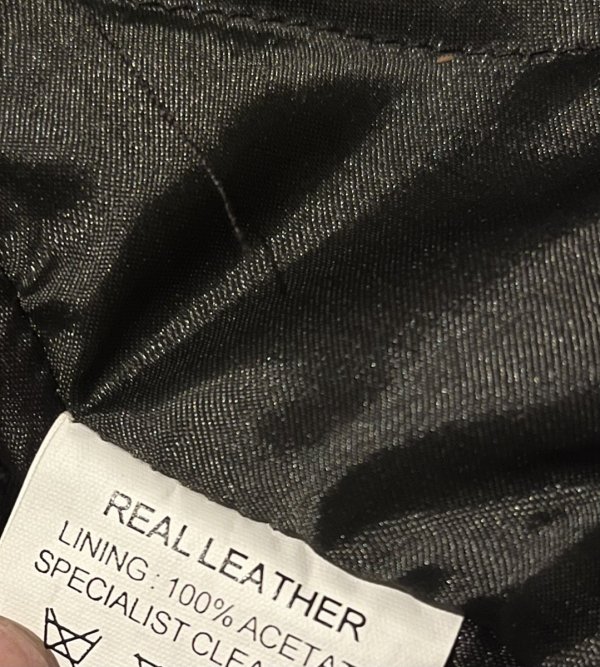 REAL LEATHER
LINING: 100% ACETAT
SPECIALIST CLEA